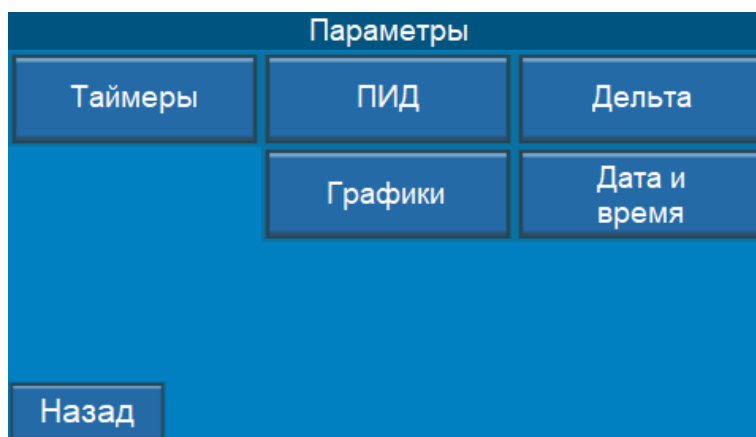 Параметры
Таймеры
ПИД
Дельта
Графики
Дата и
время
Назад